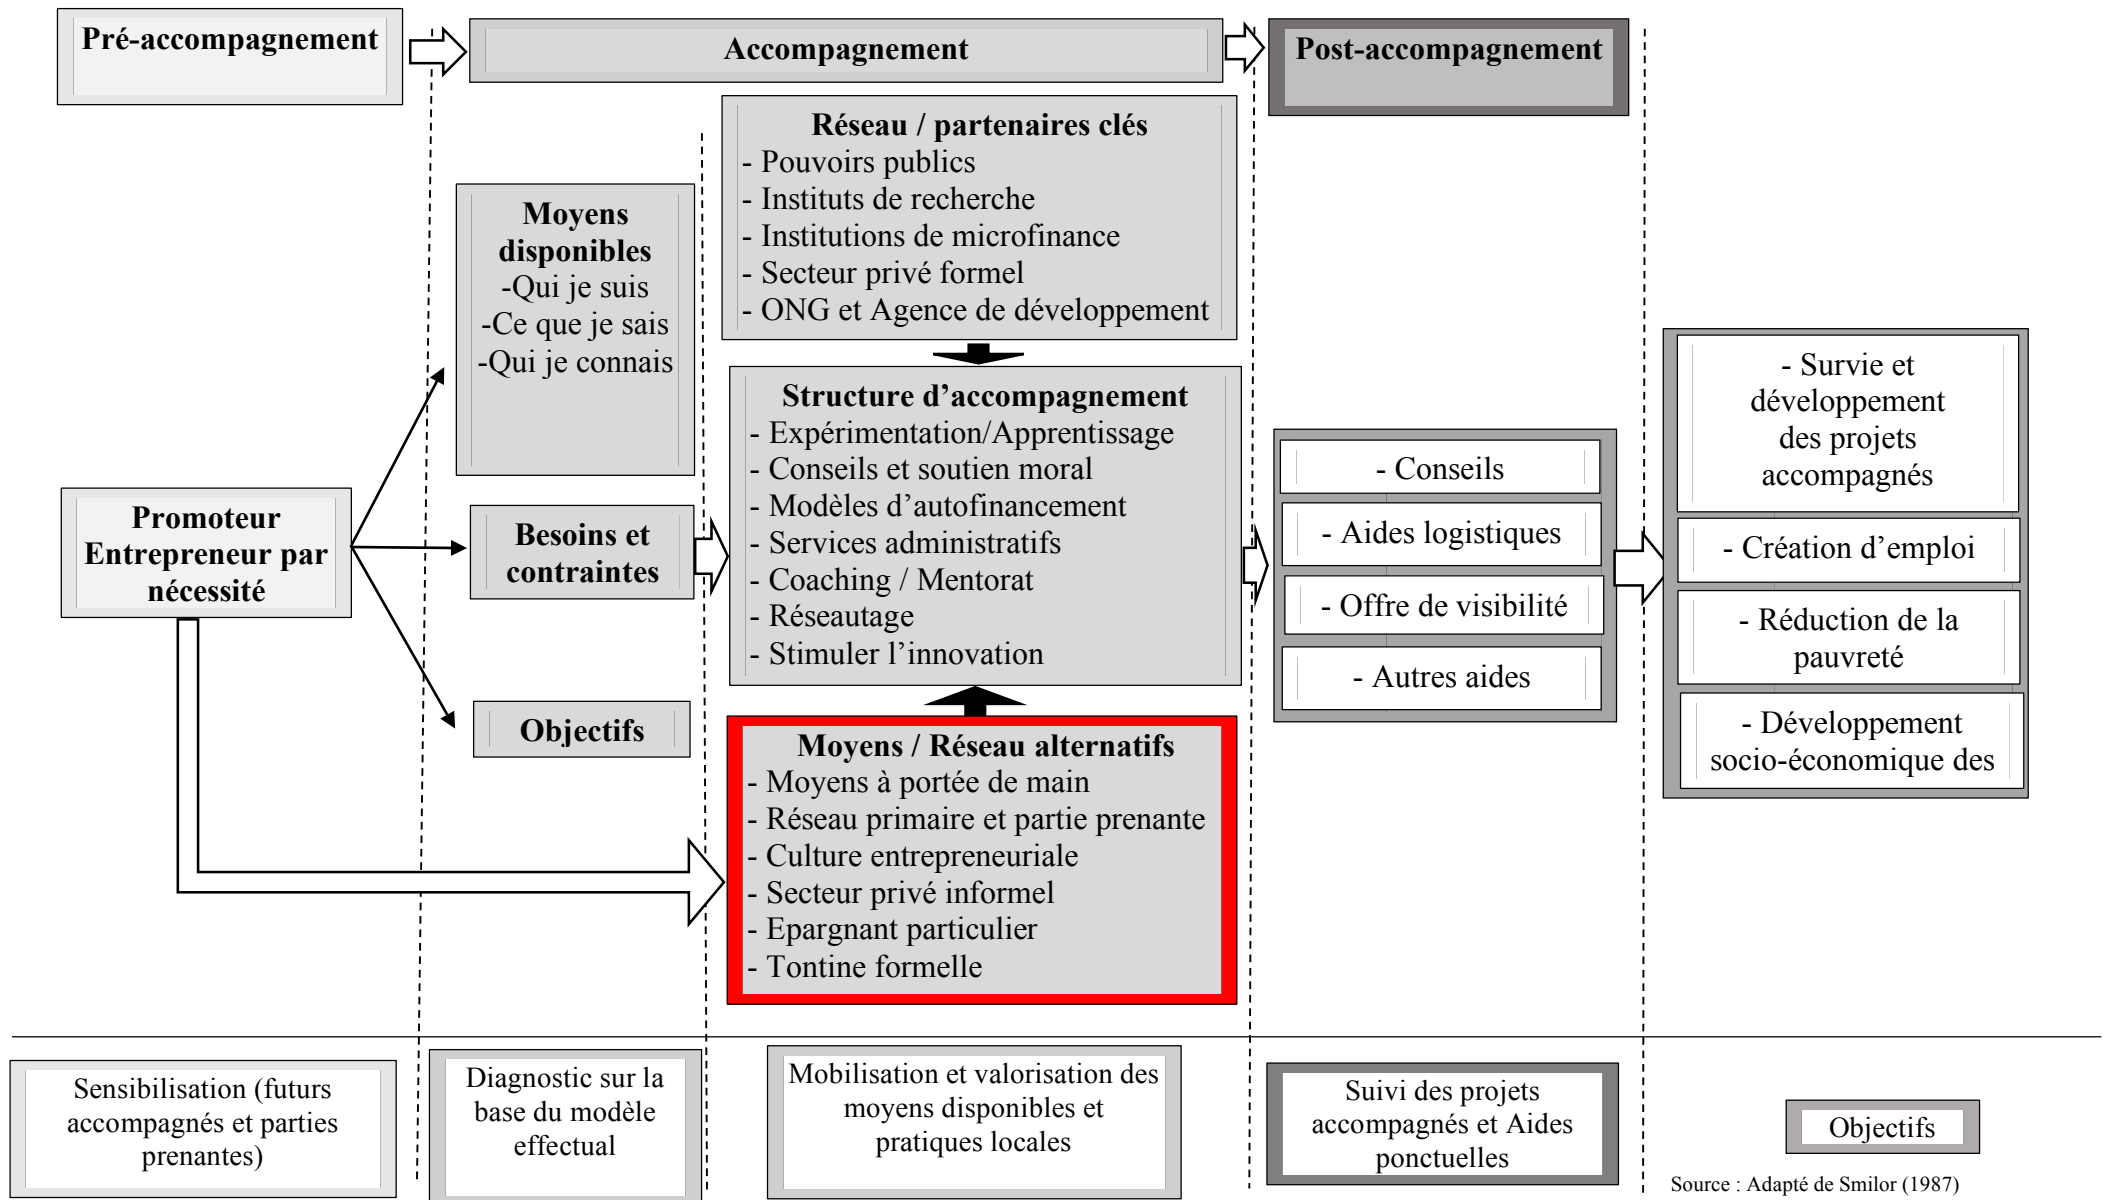 Pré-accompagnement
Accompagnement
Post-accompagnement
Réseau / partenaires clés
- Pouvoirs publics
- Instituts de recherche
- Institutions de microfinance
- Secteur privé formel
- ONG et Agence de développement
Moyens
disponibles
-Qui je suis
-Ce que je sais
-Qui je connais
Promoteur
Entrepreneur par
nécessité
Besoins et
contraintes
Objectifs
Structure d’accompagnement
- Expérimentation/Apprentissage
- Conseils et soutien moral
- Modèles d’autofinancement
- Services administratifs
- Coaching / Mentorat
- Réseautage
- Stimuler l’innovation
Moyens / Réseau alternatifs
- Moyens à portée de main
- Réseau primaire et partie prenante
- Culture entrepreneuriale
- Secteur privé informel
- Epargnant particulier
- Tontine formelle
- Conseils
- Aides logistiques
- Offre de visibilité
- Autres aides
- Survie et
développement
des projets
accompagnés
- Création d’emploi
- Réduction de la
pauvreté
- Développement
socio-économique des
Sensibilisation (futurs
accompagnés et parties
prenantes)
Diagnostic sur la
base du modèle
effectual
Mobilisation et valorisation des
moyens disponibles et
pratiques locales
Suivi des projets
accompagnés et Aides
ponctuelles
Objectifs
Source : Adapté de Smilor (1987)